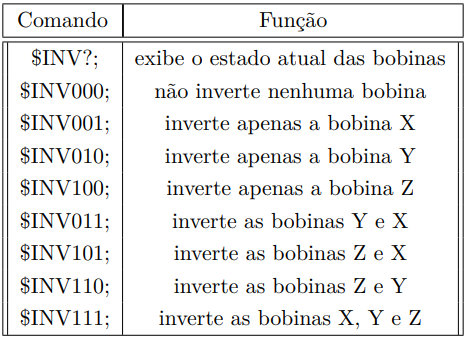 Comando Função
$INV?; exibe o estado atual das bobinas
$INV000; não inverte nenhuma bobina
$INV001; inverte apenas a bobina X
$INV010; inverte apenas a bobina Y
$INV100; inverte apenas a bobina Z
$INV011; inverte as bobinas Y e X
$INV101; inverte as bobinas Z e X
$INV110; inverte as bobinas Z e Y
$INV111; inverte as bobinas X, Y e Z